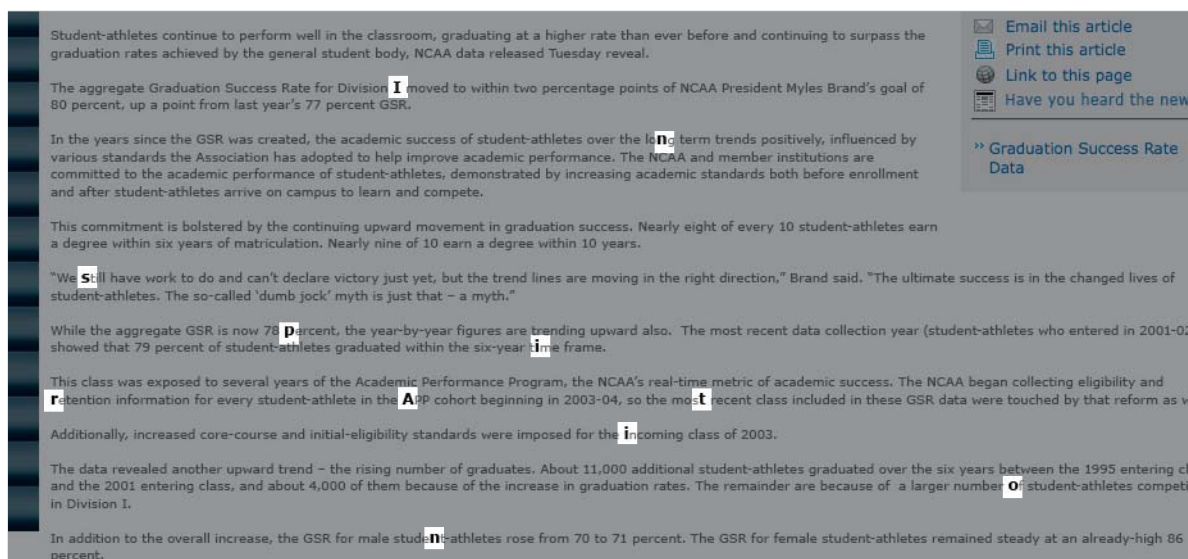 Student-athletes continue to perform well in the classroom, graduating at a higher rate than ever before and continuing to surpass the
graduation rates achieved by the general student body, NCAA data released Tuesday reveal.
The aggregate Graduation Success Rate for Division I moved to within two percentage points of NCAA President Myles Brand's goal of
80 percent, up a point from last year's 77 percent GSR.
In the years since the GSR was created, the academic success of student-athletes over the long term trends positively, influenced by
various standards the Association has adopted to help improve academic performance. The NCAA and member institutions are
committed to the academic performance of student-athletes, demonstrated by increasing academic standards both before enrollment
and after student-athletes arrive on campus to learn and compete.
This commitment is bolstered by the continuing upward movement in graduation success. Nearly eight of every 10 student-athletes earn
a degree within six years of matriculation. Nearly nine of 10 earn a degree within 10 years.
“We still have work to do and can't declare victory just yet, but the trend lines are moving in the right direction,” Brand said. “The ultimate success is in the changed lives of
student-athletes. The so-called ‘dumb jock’ myth is just that – a myth.”
While the aggregate GSR is now 78 percent, the year-by-year figures are trending upward also. The most recent data collection year (student-athletes who entered in 2001-02
showed that 79 percent of student-athletes graduated within the six-year time frame.
This class was exposed to several years of the Academic Performance Program, the NCAA's real-time metric of academic success. The NCAA began collecting eligibility and
retention information for every student-athlete in the APP cohort beginning in 2003-04, so the most recent class included in these GSR data were touched by that reform as w
Additionally, increased core-course and initial-eligibility standards were imposed for the incoming class of 2003.
The data revealed another upward trend – the rising number of graduates. About 11,000 additional student-athletes graduated over the six years between the 1995 entering cl
and the 2001 entering class, and about 4,000 of them because of the increase in graduation rates. The remainder are because of a larger number of student-athletes competi
in Division I.
In addition to the overall increase, the GSR for male student-athletes rose from 70 to 71 percent. The GSR for female student-athletes remained steady at an already-high 86
percent.
Email this article
Print this article
Link to this page
Have you heard the new
›› Graduation Success Rate
Data